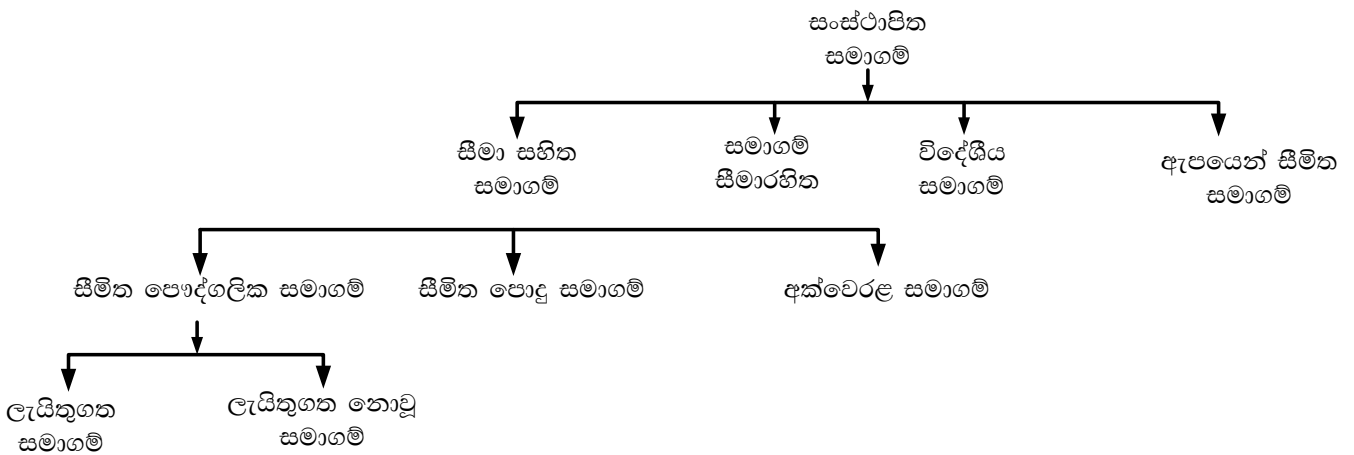 සංස්ථාපිත
සමාගම්
සීමා සහිත
සමාගම්
සමාගම්
සීමාරහිත
විදේශීය
සමාගම්
ඇපයෙන් සීමිත
සමාගම්
සීමිත පෞද්ගලික සමාගම්
සීමිත පොදු සමාගම්
අක්වෙරළ සමාගම්
ලැයිතුගත
සමාගම්
ලැයිතුගත නොවූ
සමාගම්